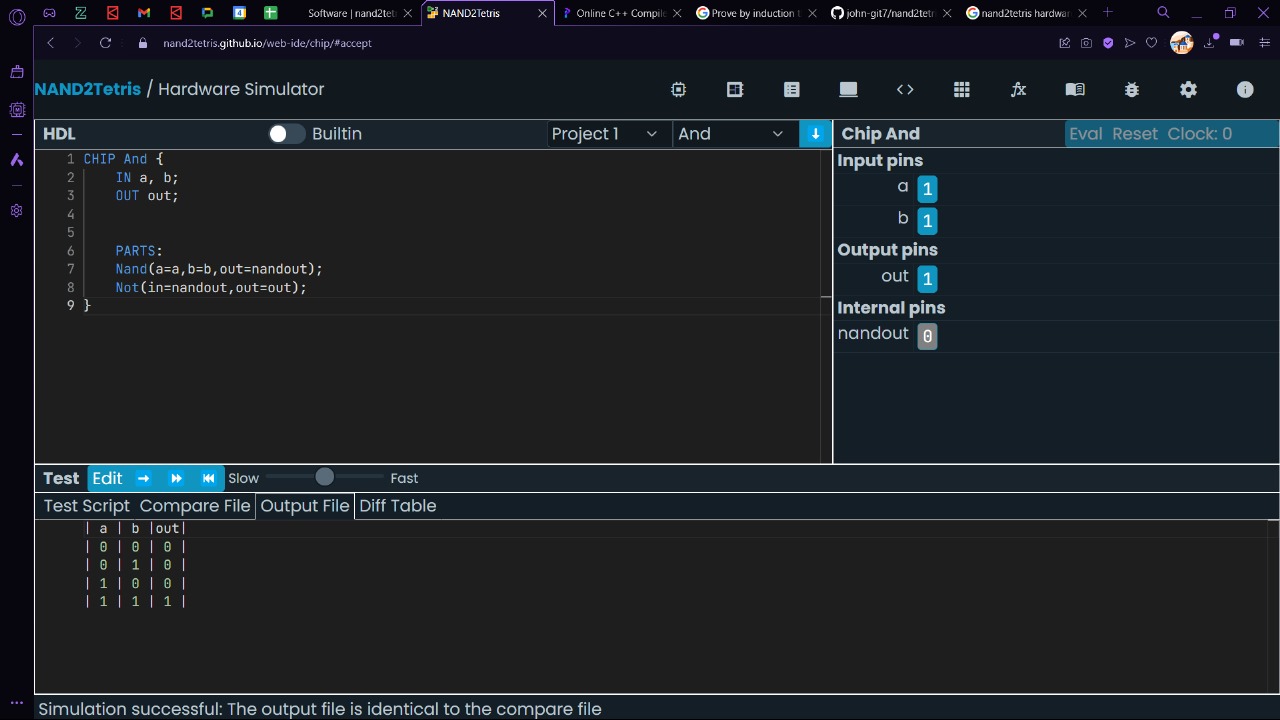 Software | nand2tet
NAND2Tetris
Online C++ Compile
Prove by induction t
john-git7/nand2tetr
nand2tetris hardwar
nand2tetris.github.io/web-ide/chip/#accept
NAND2Tetris / Hardware Simulator
HDL
Builtin
Project 1
And
Chip And
Eval Reset Clock: 0
1 CHIP And {
2 IN a, b;
3 OUT out;
4
5
6 PARTS:
7 Nand(a=a,b=b,out=nandout);
8 Not(in=nandout,out=out);
9 }
Input pins
a 1
b 1
Output pins
out 1
Internal pins
nandout 0
Test Edit Slow Fast
Test Script Compare File Output File Diff Table
| a | b |out|
| 0 | 0 | 0 |
| 0 | 1 | 0 |
| 1 | 0 | 0 |
| 1 | 1 | 1 |
Simulation successful: The output file is identical to the compare file